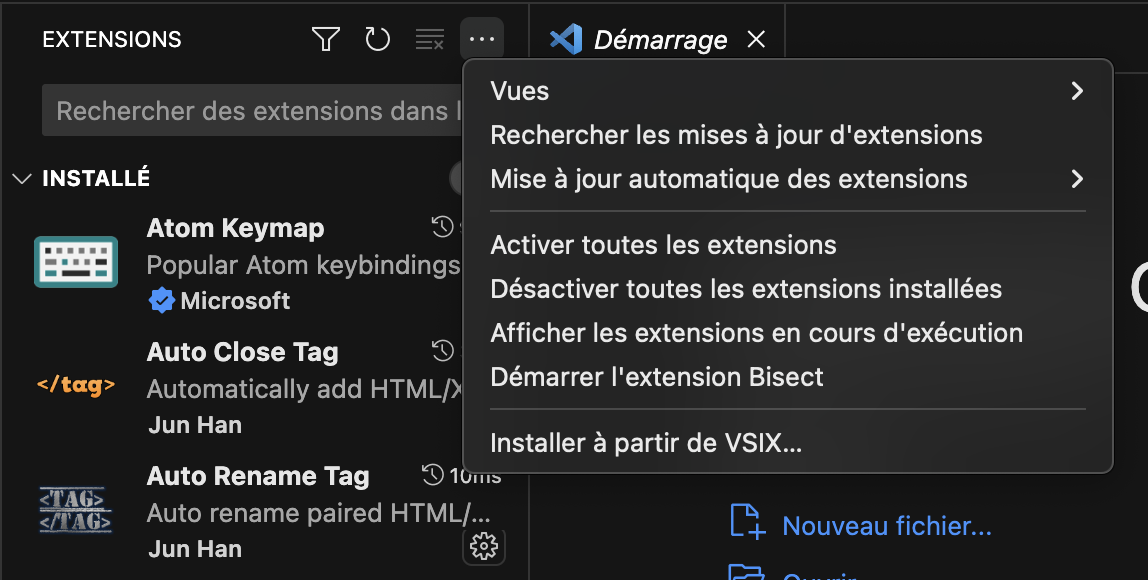 EXTENSIONS
Démarrage
Rechercher des extensions dans
INSTALLÉ
Atom Keymap
Popular Atom keybindings
Microsoft
</tag>
Auto Close Tag
Automatically add HTML/X
Jun Han
<TAG>
</TAG>
Auto Rename Tag
10ms
Auto rename paired HTML/...
Jun Han
Vues
Rechercher les mises à jour d'extensions
Mise à jour automatique des extensions
Activer toutes les extensions
Désactiver toutes les extensions installées
Afficher les extensions en cours d'exécution
Démarrer l'extension Bisect
Installer à partir de VSIX...
Nouveau fichier...